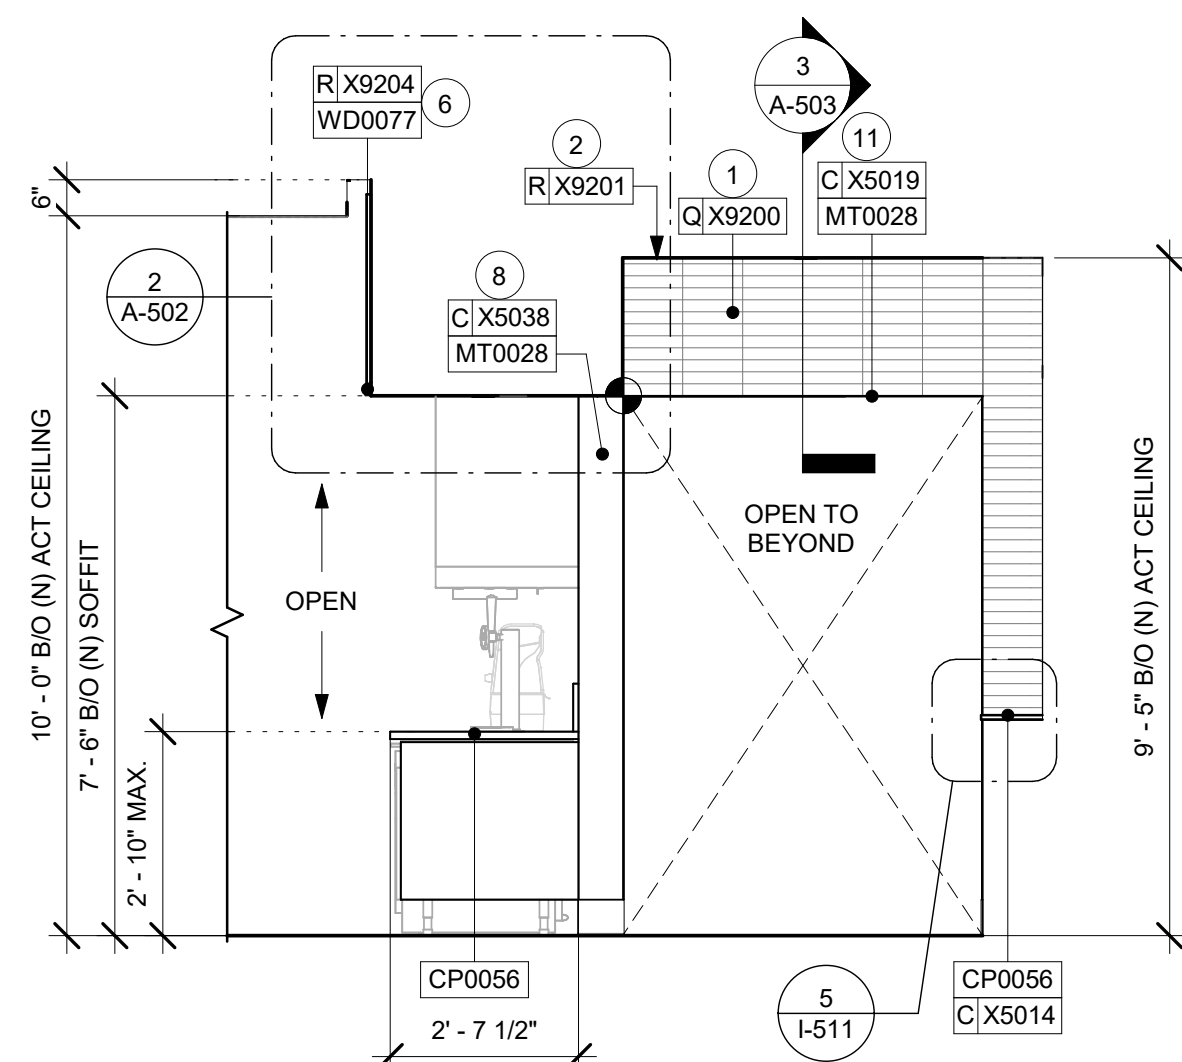 R X9204
WD0077
6
3
A-503
2
R X9201
1
Q X9200
11
C X5019
MT0028
6"
2
A-502
8
C X5038
MT0028
10' - 0" B/O (N) ACT CEILING
7' - 6" B/O (N) SOFFIT
2' - 10" MAX.
OPEN
OPEN TO
BEYOND
9' - 5" B/O (N) ACT CEILING
CP0056
2' - 7 1/2"
5
I-511
CP0056
C X5014